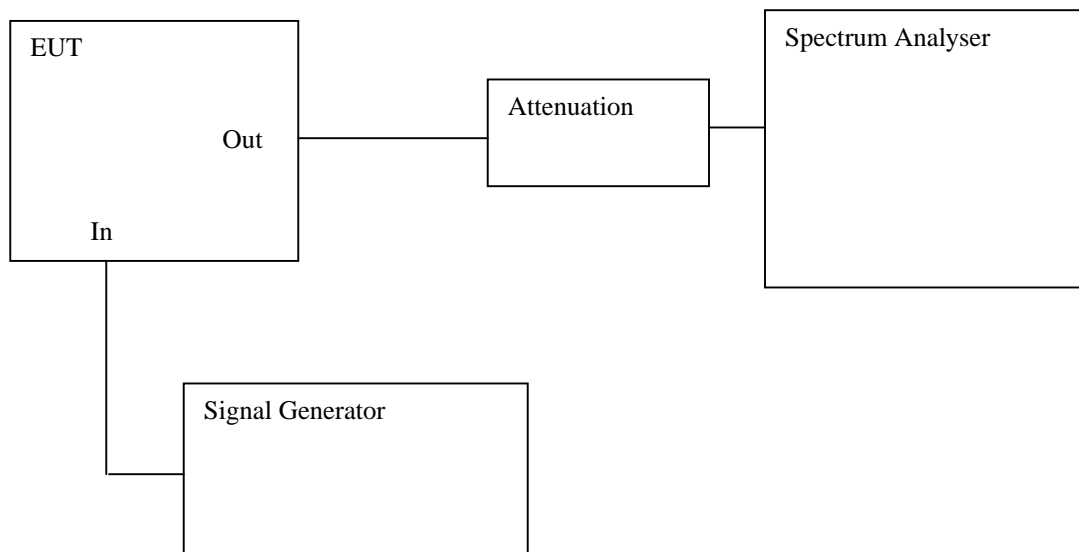 EUT
Spectrum Analyser
Attenuation
Out
In
Signal Generator